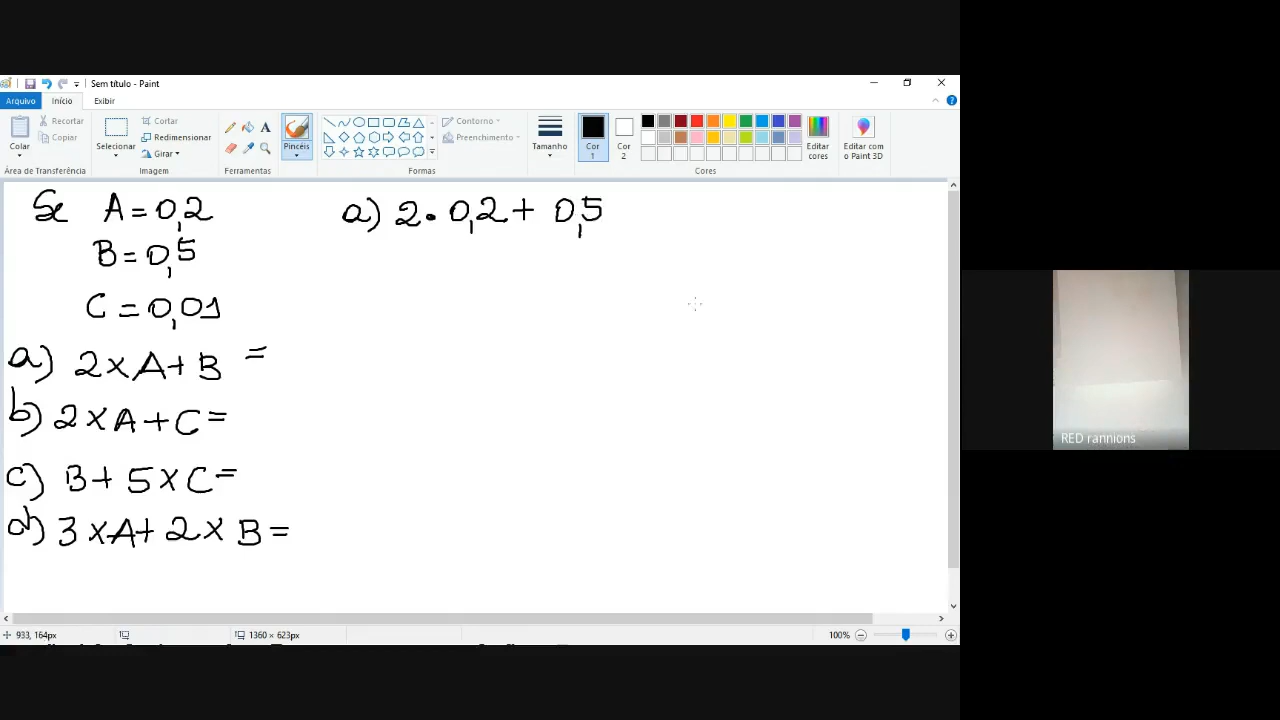 Sem título - Paint
Arquivo Início Exibir
Colar
Recortar
Copiar
Área de Transferência
Selecionar
Cortar
Redimensionar
Girar
Imagem
A
Ferramentas
Pincéis
Contorno
Preenchimento
Formas
Tamanho
Cor 1
Cor 2
Editar cores
Cores
Editar com o Paint 3D
Se A = 0,2
B = 0,5
C = 0,01
a) 2 x A + B =
b) 2 x A + C =
c) B + 5 x C =
d) 3 x A + 2 x B =
a) 2 • 0,2 + 0,5
RED rannions
933, 164px
1360 × 623px
100%